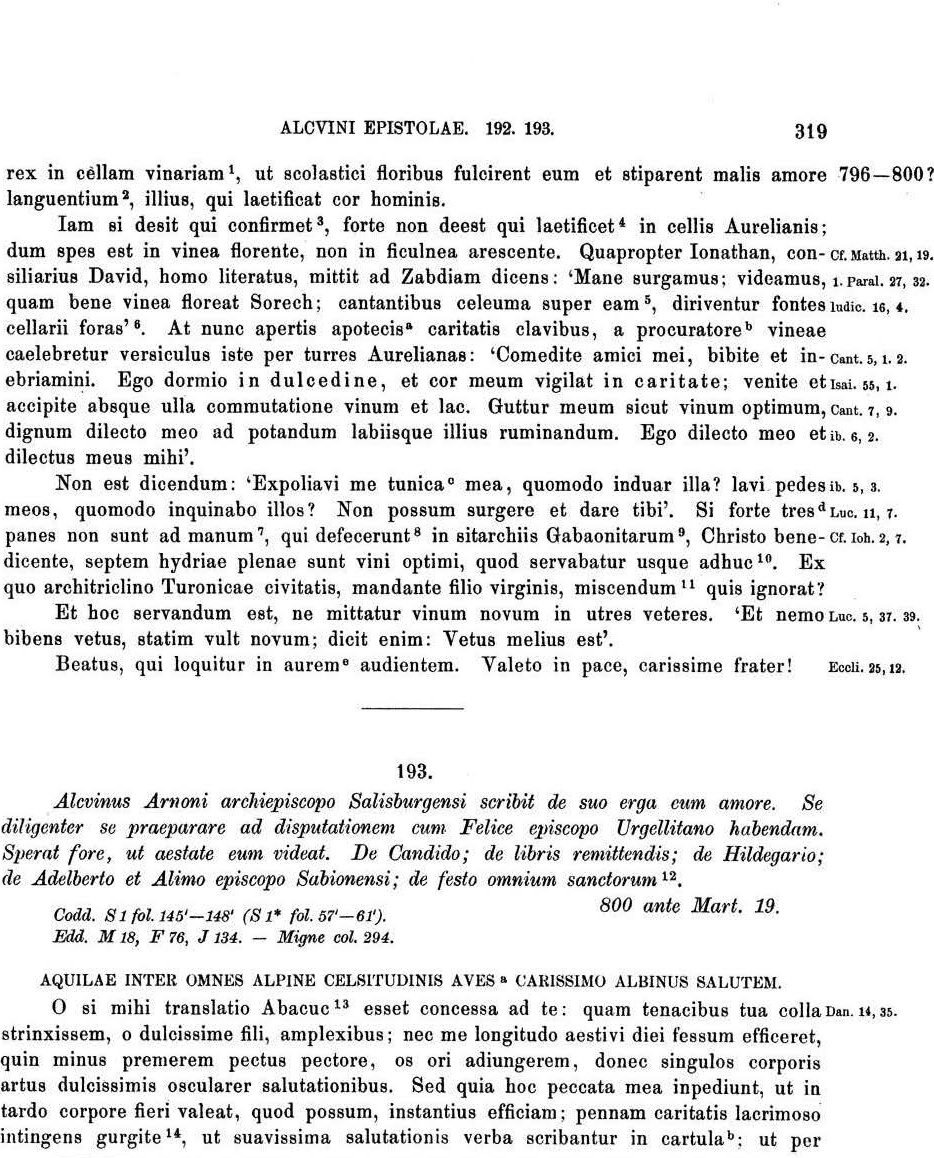 ALCVINI EPISTOLAE. 192. 193. 319
rex in cellam vinariam ¹, ut scolastici floribus fulcirent eum et stiparent malis amore 796—800?
languentium ², illius, qui laetificat cor hominis.
Iam si desit qui confirmet ³, forte non deest qui laetificet ⁴ in cellis Aurelianis;
dum spes est in vinea florente, non in ficulnea arescente. Quapropter Ionathan, con- Cf. Matth. 21, 19.
siliarius David, homo literatus, mittit ad Zabdiam dicens: ‘Mane surgamus; videamus, 1. Paral. 27, 32.
quam bene vinea floreat Sorech; cantantibus celeuma super eam ⁵, diriventur fontes Iudic. 16, 4.
cellarii foras’ ⁶. At nunc apertis apotecis ᵃ caritatis clavibus, a procuratore ᵇ vineae
caelebretur versiculus iste per turres Aurelianas: ‘Comedite amici mei, bibite et in- Cant. 5, 1. 2.
ebriamini. Ego dormio in dulcedine, et cor meum vigilat in caritate; venite et Isai. 55, 1.
accipite absque ulla commutatione vinum et lac. Guttur meum sicut vinum optimum, Cant. 7, 9.
dignum dilecto meo ad potandum labiisque illius ruminandum. Ego dilecto meo et ib. 6, 2.
dilectus meus mihi’.
Non est dicendum: ‘Expoliavi me tunica ᶜ mea, quomodo induar illa? lavi pedes ib. 5, 3.
meos, quomodo inquinabo illos? Non possum surgere et dare tibi’. Si forte tres ᵈ Luc. 11, 7.
panes non sunt ad manum ⁷, qui defecerunt ⁸ in sitarchiis Gabaonitarum ⁹, Christo bene- Cf. Ioh. 2, 7.
dicente, septem hydriae plenae sunt vini optimi, quod servabatur usque adhuc ¹⁰. Ex
quo architriclino Turonicae civitatis, mandante filio virginis, miscendum ¹¹ quis ignorat?
Et hoc servandum est, ne mittatur vinum novum in utres veteres. ‘Et nemo Luc. 5, 37. 39.
bibens vetus, statim vult novum; dicit enim: Vetus melius est’.
Beatus, qui loquitur in aurem ᵉ audientem. Valeto in pace, carissime frater! Eccli. 25, 12.
193.
Alcvinus Arnoni archiepiscopo Salisburgensi scribit de suo erga eum amore. Se
diligenter se praeparare ad disputationem cum Felice episcopo Urgellitano habendam.
Sperat fore, ut aestate eum videat. De Candido; de libris remittendis; de Hildegario;
de Adelberto et Alimo episcopo Sabionensi; de festo omnium sanctorum ¹².
800 ante Mart. 19.
Codd. S 1 fol. 145'—148' (S 1* fol. 57'—61').
Edd. M 18, F 76, J 134. — Migne col. 294.
AQUILAE INTER OMNES ALPINE CELSITUDINIS AVES ᵃ CARISSIMO ALBINUS SALUTEM.
O si mihi translatio Abacuc ¹³ esset concessa ad te: quam tenacibus tua colla Dan. 14, 35.
strinxissem, o dulcissime fili, amplexibus; nec me longitudo aestivi diei fessum efficeret,
quin minus premerem pectus pectore, os ori adiungerem, donec singulos corporis
artus dulcissimis oscularer salutationibus. Sed quia hoc peccata mea inpediunt, ut in
tardo corpore fieri valeat, quod possum, instantius efficiam; pennam caritatis lacrimoso
intingens gurgite ¹⁴, ut suavissima salutationis verba scribantur in cartula ᵇ; ut per